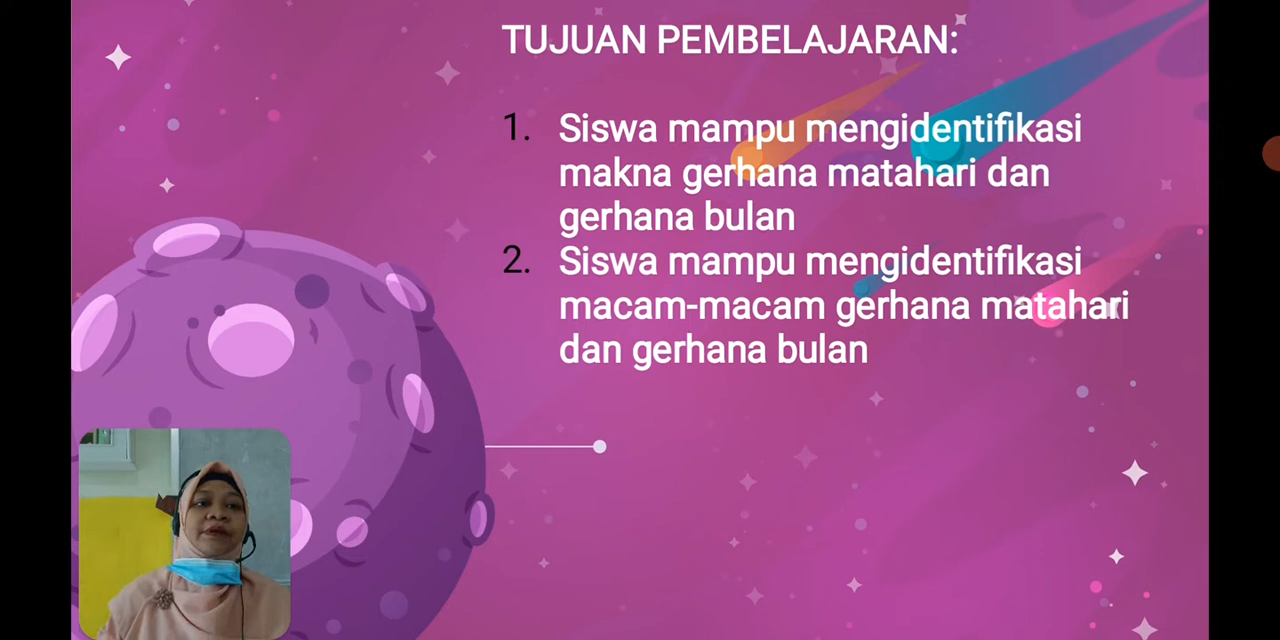 TUJUAN PEMBELAJARAN:
1. Siswa mampu mengidentifikasi
makna gerhana matahari dan
gerhana bulan
2. Siswa mampu mengidentifikasi
macam-macam gerhana matahari
dan gerhana bulan